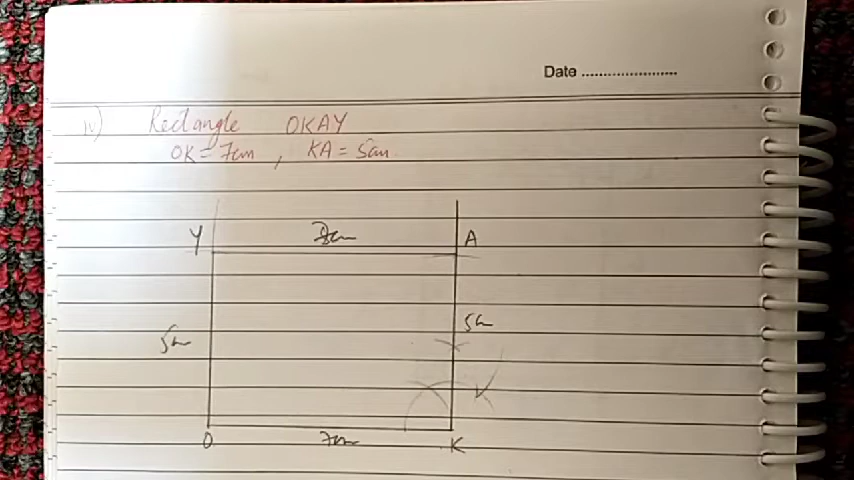 Date ........................
iv) Rectangle OKAY
OK = 7cm , KA = 5cm.
Y 7cm A
5cm 5cm
O 7cm K